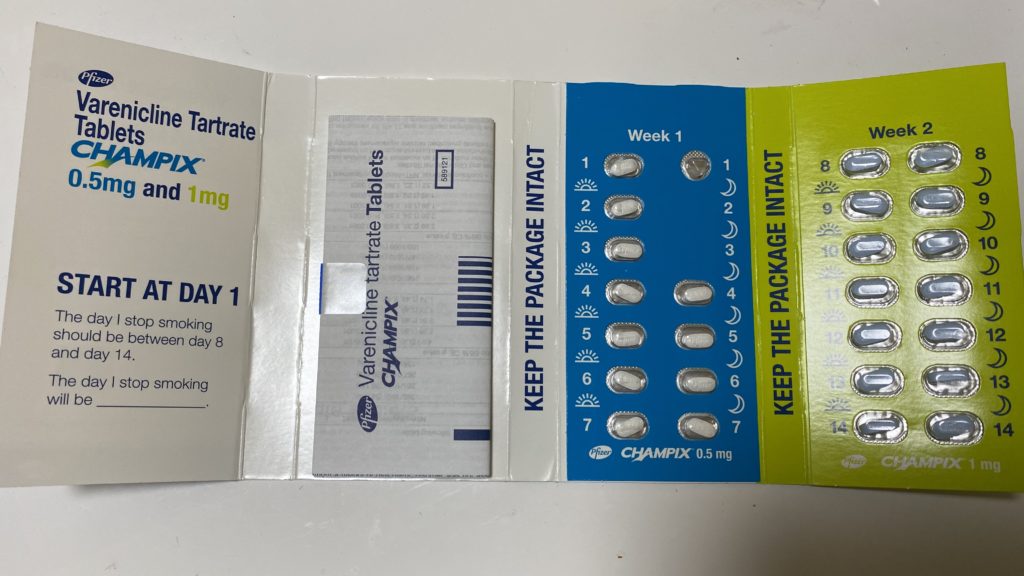 Pfizer
Varenicline Tartrate
Tablets
CHAMPIX
0.5mg and 1mg
START AT DAY 1
The day I stop smoking
should be between day 8
and day 14.
The day I stop smoking
will be ____________.
Pfizer
Varenicline tartrate Tablets
CHAMPIX
589121
KEEP THE PACKAGE INTACT
Week 1
1 1
2 2
3 3
4 4
5 5
6 6
7 7
Pfizer CHAMPIX 0.5 mg
KEEP THE PACKAGE INTACT
Week 2
8 8
9 9
10 10
11 11
12 12
13 13
14 14
Pfizer CHAMPIX 1 mg